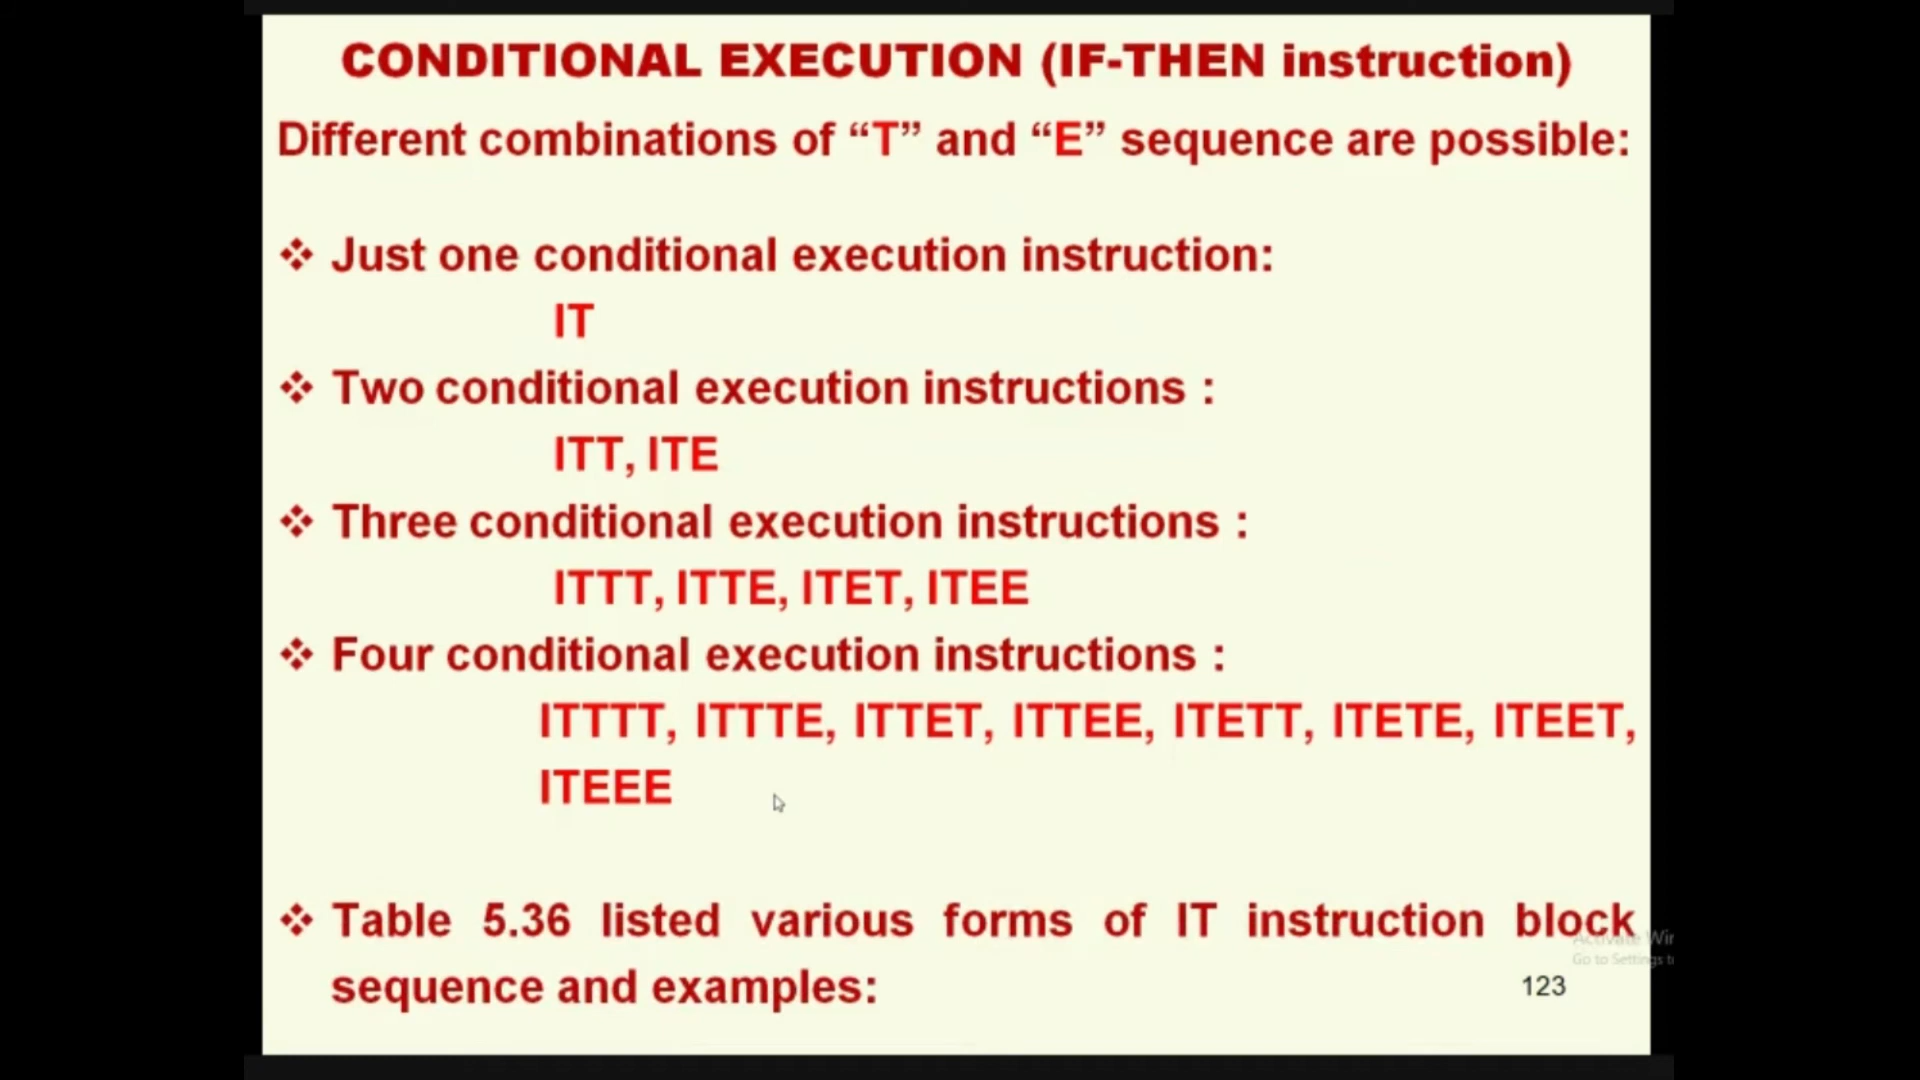 CONDITIONAL EXECUTION (IF-THEN instruction)
Different combinations of “T” and “E” sequence are possible:
❖ Just one conditional execution instruction:
IT
❖ Two conditional execution instructions :
ITT, ITE
❖ Three conditional execution instructions :
ITTT, ITTE, ITET, ITEE
❖ Four conditional execution instructions :
ITTTT, ITTTE, ITTET, ITTEE, ITETT, ITETE, ITEET,
ITEEE
❖ Table 5.36 listed various forms of IT instruction block
Activate Wir
Go to Settings t
sequence and examples:
123